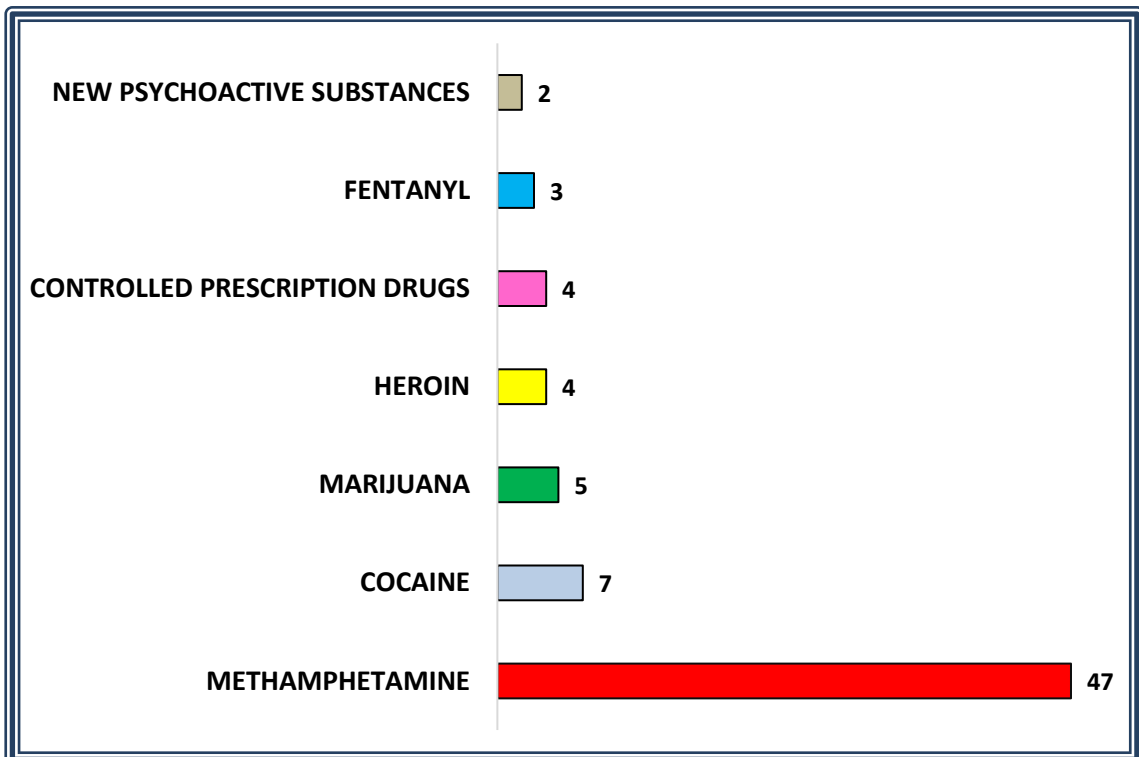 NEW PSYCHOACTIVE SUBSTANCES 2
FENTANYL 3
CONTROLLED PRESCRIPTION DRUGS 4
HEROIN 4
MARIJUANA 5
COCAINE 7
METHAMPHETAMINE 47